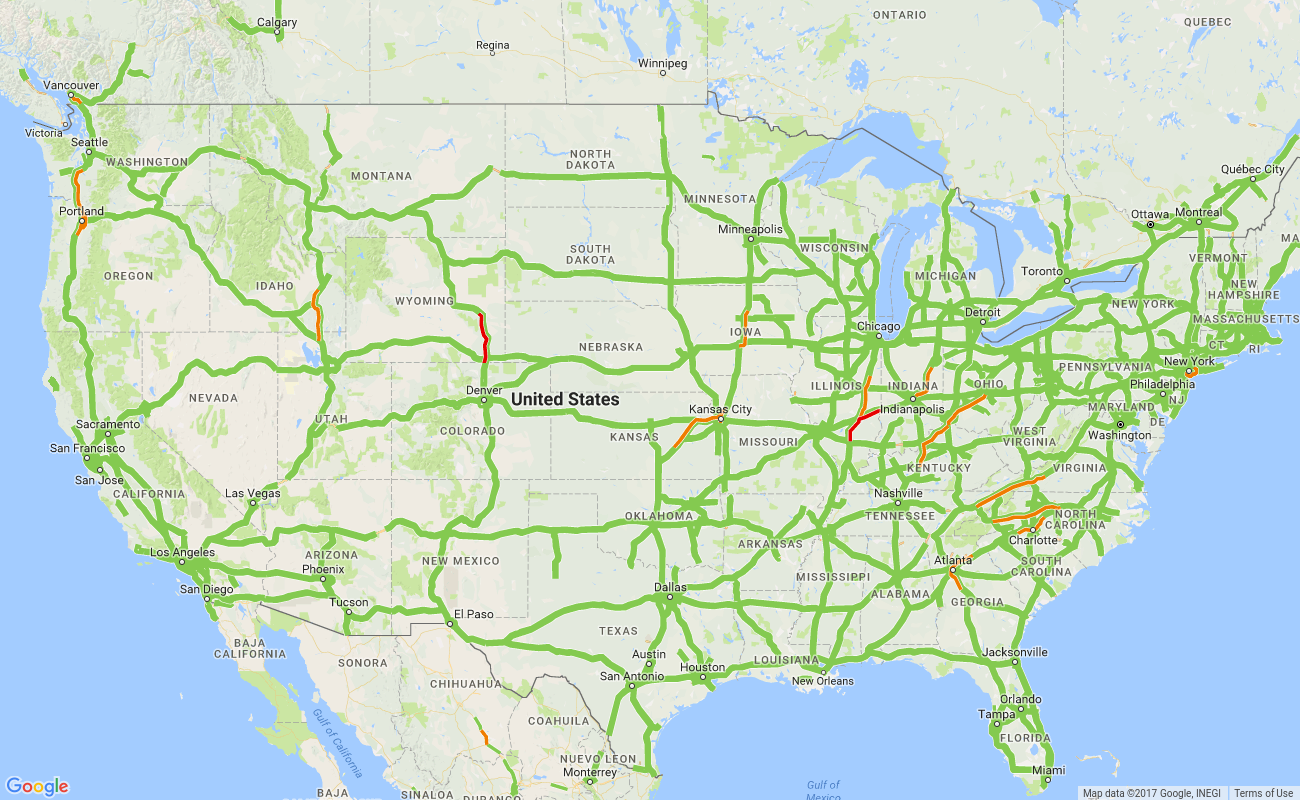 ONTARIO
QUEBEC
Calgary
Regina
Winnipeg
Vancouver
Victoria
Seattle
WASHINGTON
MONTANA
NORTH
DAKOTA
MINNESOTA
Québec City
Ottawa
Montreal
Portland
Minneapolis
WISCONSIN
MICHIGAN
Toronto
VERMONT
MA
OREGON
IDAHO
SOUTH
DAKOTA
WYOMING
NEW YORK
NEW
HAMPSHIRE
MASSACHUSETTS
Detroit
Chicago
IOWA
NEBRASKA
CT
RI
New York
PENNSYLVANIA
Philadelphia
NJ
NEVADA
UTAH
Denver
COLORADO
United States
ILLINOIS
INDIANA
OHIO
Indianapolis
MARYLAND
DE
Washington
WEST
VIRGINIA
VIRGINIA
Kansas City
KANSAS
MISSOURI
KENTUCKY
Sacramento
San Francisco
San Jose
CALIFORNIA
Las Vegas
Nashville
TENNESSEE
NORTH
CAROLINA
Charlotte
OKLAHOMA
ARKANSAS
Los Angeles
ARIZONA
Phoenix
NEW MEXICO
San Diego
Tucson
El Paso
Dallas
MISSISSIPPI
ALABAMA
Atlanta
GEORGIA
SOUTH
CAROLINA
BAJA
CALIFORNIA
SONORA
CHIHUAHUA
TEXAS
Austin
San Antonio
Houston
LOUISIANA
New Orleans
Jacksonville
Orlando
Tampa
FLORIDA
Miami
COAHUILA
Gulf of
California
NUEVO LEON
Monterrey
BAJA
SINALOA
DURANGO
Gulf of
Mexico
Google
Map data ©2017 Google, INEGI
Terms of Use